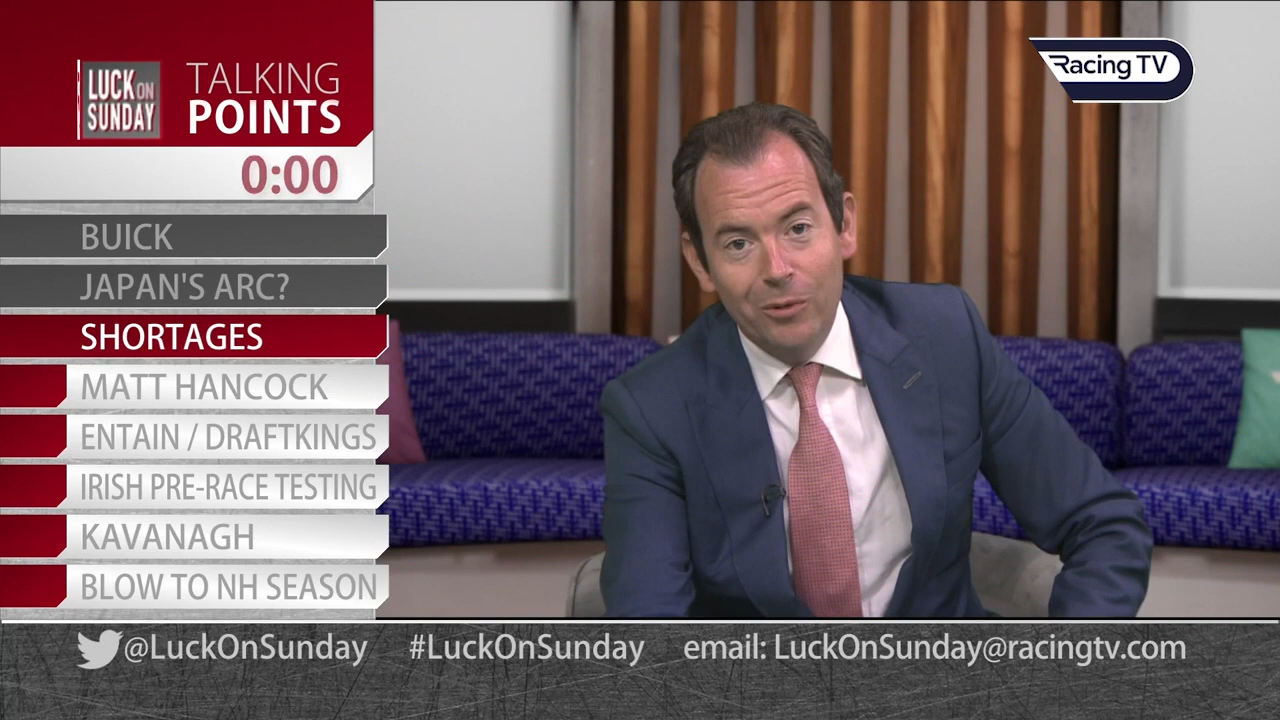 LUCK ON
SUNDAY
TALKING
POINTS
0:00
BUICK
JAPAN'S ARC?
SHORTAGES
MATT HANCOCK
ENTAIN / DRAFTKINGS
IRISH PRE-RACE TESTING
KAVANAGH
BLOW TO NH SEASON
Racing TV
@LuckOnSunday #LuckOnSunday email: LuckOnSunday@racingtv.com